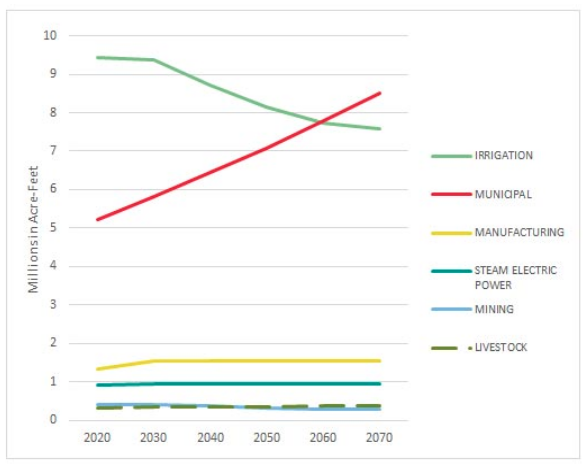 10
9
8
7
6
5
4
3
2
1
0
Millions in Acre-Feet
2020 2030 2040 2050 2060 2070
IRRIGATION
MUNICIPAL
MANUFACTURING
STEAM ELECTRIC
POWER
MINING
LIVESTOCK